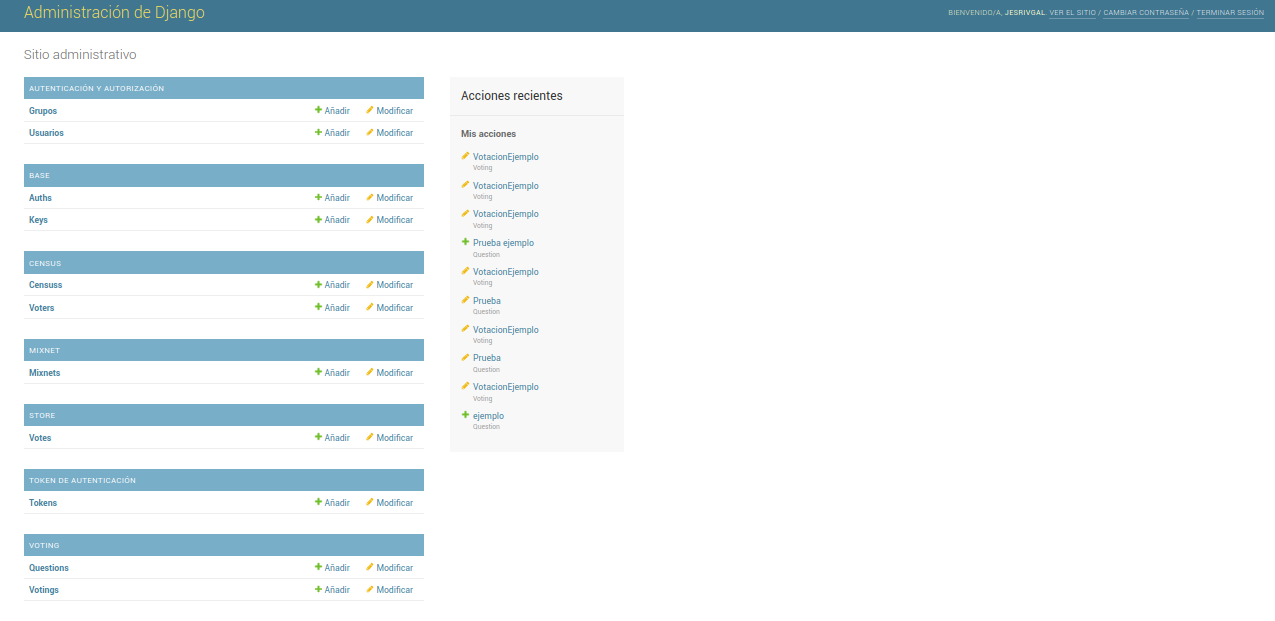 Administración de Django
BIENVENIDO/A, JESRIVGAL. VER EL SITIO / CAMBIAR CONTRASEÑA / TERMINAR SESIÓN
Sitio administrativo
AUTENTICACIÓN Y AUTORIZACIÓN
Grupos Añadir Modificar
Usuarios Añadir Modificar
BASE
Auths Añadir Modificar
Keys Añadir Modificar
CENSUS
Censuss Añadir Modificar
Voters Añadir Modificar
MIXNET
Mixnets Añadir Modificar
STORE
Votes Añadir Modificar
TOKEN DE AUTENTICACIÓN
Tokens Añadir Modificar
VOTING
Questions Añadir Modificar
Votings Añadir Modificar
Acciones recientes
Mis acciones
VotacionEjemplo
Voting
VotacionEjemplo
Voting
VotacionEjemplo
Voting
Prueba ejemplo
Question
VotacionEjemplo
Voting
Prueba
Question
VotacionEjemplo
Voting
Prueba
Question
VotacionEjemplo
Voting
ejemplo
Question